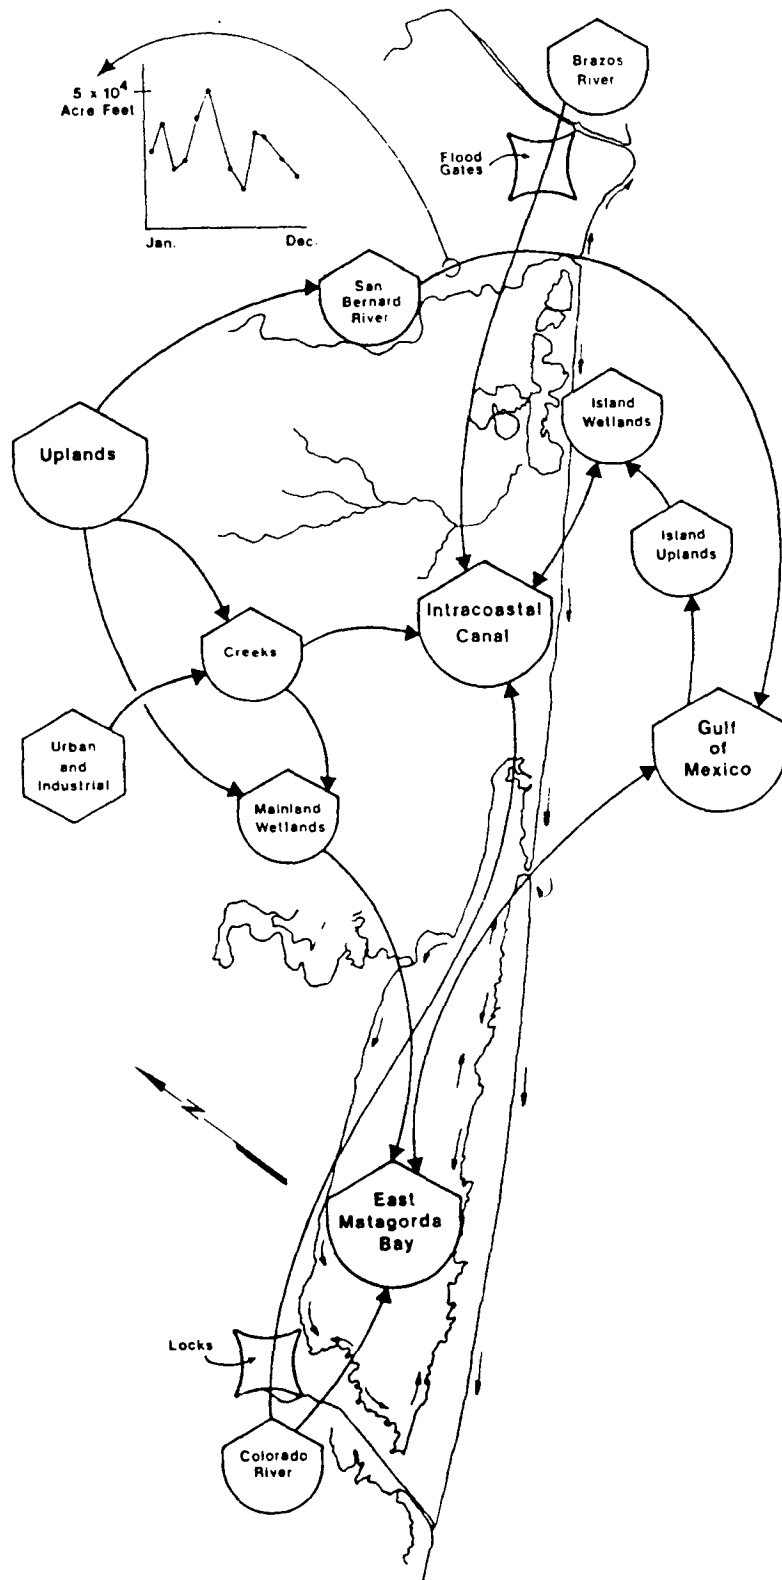 5 x 10⁴
Acre Feet
Jan.
Dec.
Brazos
River
Flood
Gates
San
Bernard
River
Island
Wetlands
Uplands
Island
Uplands
Intracoastal
Canal
Creeks
Gulf
of
Mexico
Urban
and
Industrial
Mainland
Wetlands
N
East
Matagorda
Bay
Locks
Colorado
River